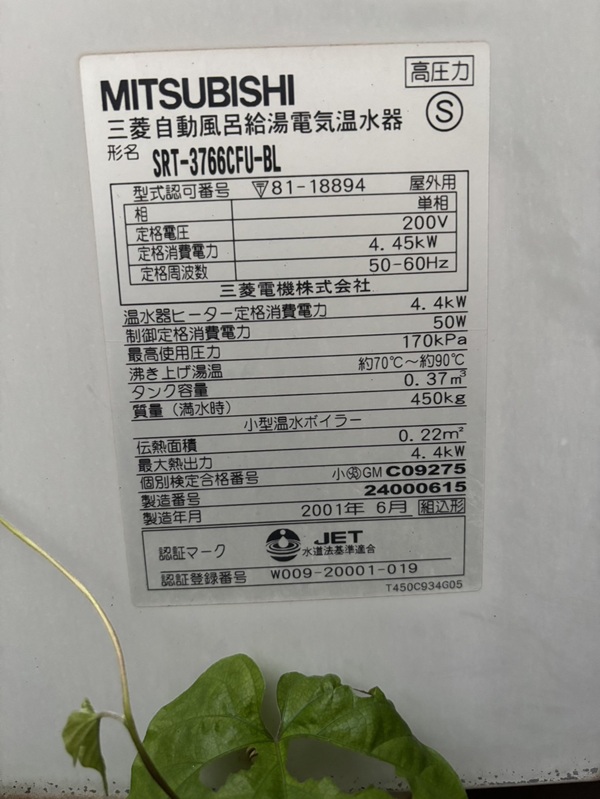 高圧力
MITSUBISHI
S
三菱自動風呂給湯電気温水器
形名 SRT-3766CFU-BL
型式認可番号 81-18894 屋外用
相 単相
定格電圧 200V
定格消費電力 4.45kW
定格周波数 50-60Hz
三菱電機株式会社
温水器ヒーター定格消費電力 4.4kW
制御定格消費電力 50W
最高使用圧力 170kPa
沸き上げ湯温 約70℃〜約90℃
タンク容量 0.37m³
質量(満水時) 450kg
小型温水ボイラー
伝熱面積 0.22m²
最大熱出力 4.4kW
個別検定合格番号 小GM C09275
製造番号 24000615
製造年月 2001年 6月 組込形
認証マーク JET
水道法基準適合
認証登録番号 W009-20001-019
T450C934G05